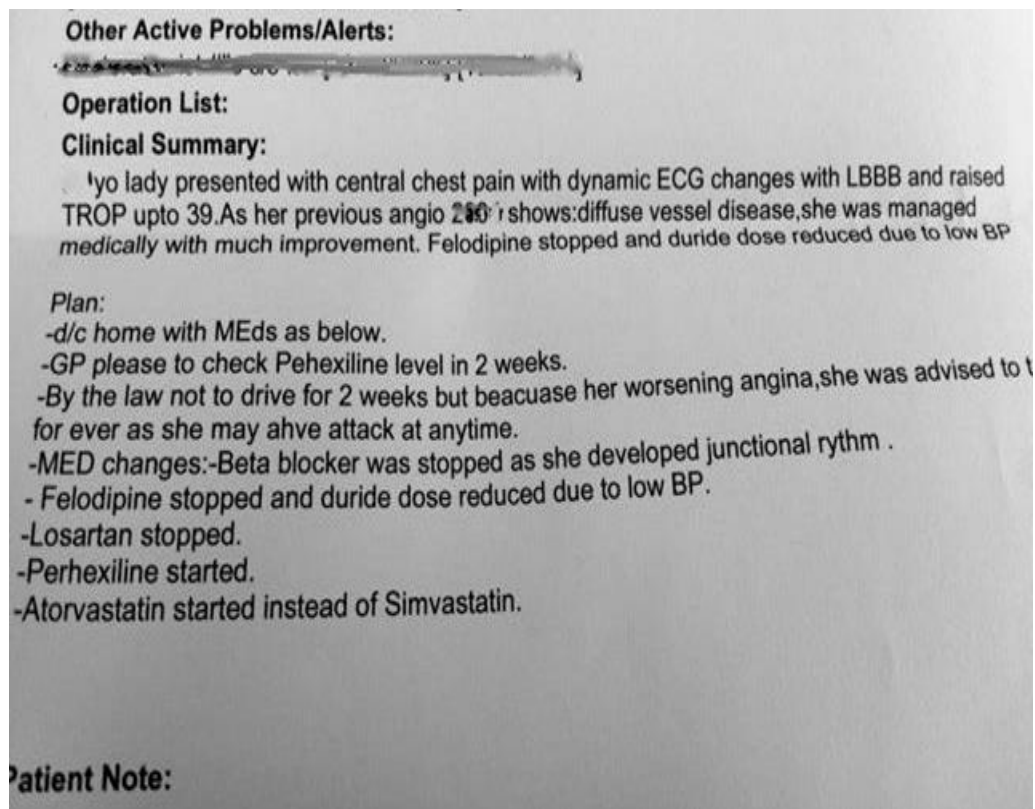 Other Active Problems/Alerts:
Operation List:
Clinical Summary:
yo lady presented with central chest pain with dynamic ECG changes with LBBB and raised
TROP upto 39.As her previous angio shows:diffuse vessel disease,she was managed
medically with much improvement. Felodipine stopped and duride dose reduced due to low BP
Plan:
-d/c home with MEds as below.
-GP please to check Pehexiline level in 2 weeks.
-By the law not to drive for 2 weeks but beacuase her worsening angina,she was advised to
for ever as she may ahve attack at anytime.
-MED changes:-Beta blocker was stopped as she developed junctional rythm .
- Felodipine stopped and duride dose reduced due to low BP.
-Losartan stopped.
-Perhexiline started.
-Atorvastatin started instead of Simvastatin.
Patient Note: